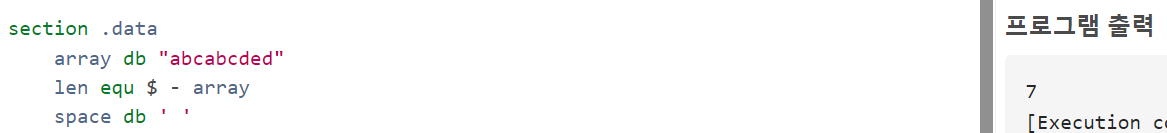 section .data
    array db "abcabcded"
    len equ $ - array
    space db ' '
프로그램 출력
7
[Execution